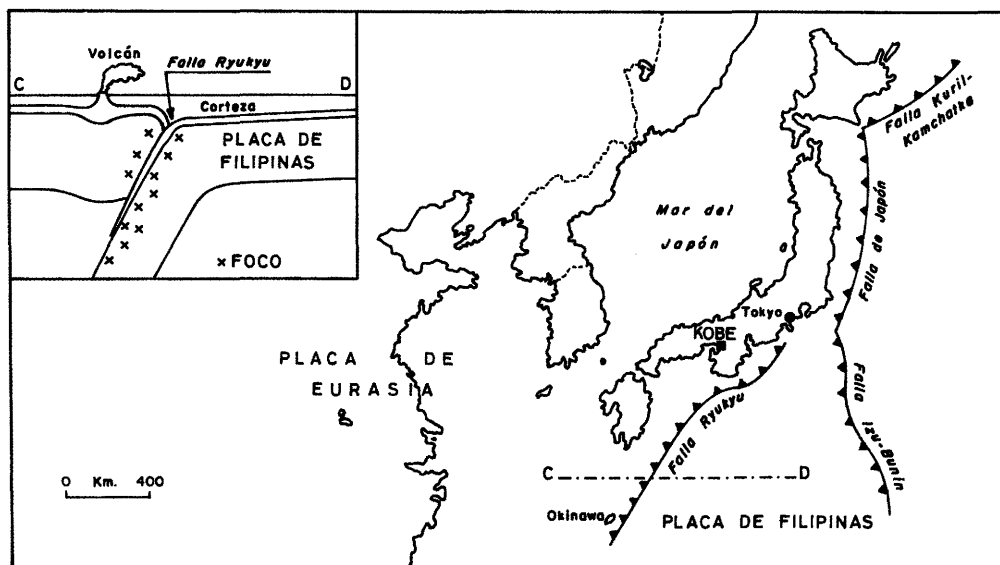 Volcán
Falla Ryukyu
C
D
Corteza
PLACA DE
FILIPINAS
×FOCO
Falla Kuril-
Kamchatka
Mar del
Japón
Falla de Japón
Tokyo
KOBE
PLACA DE
EURASIA
Falla Ryukyu
Falla Izu-Bunin
0 Km. 400
C
D
Okinawa
PLACA DE FILIPINAS